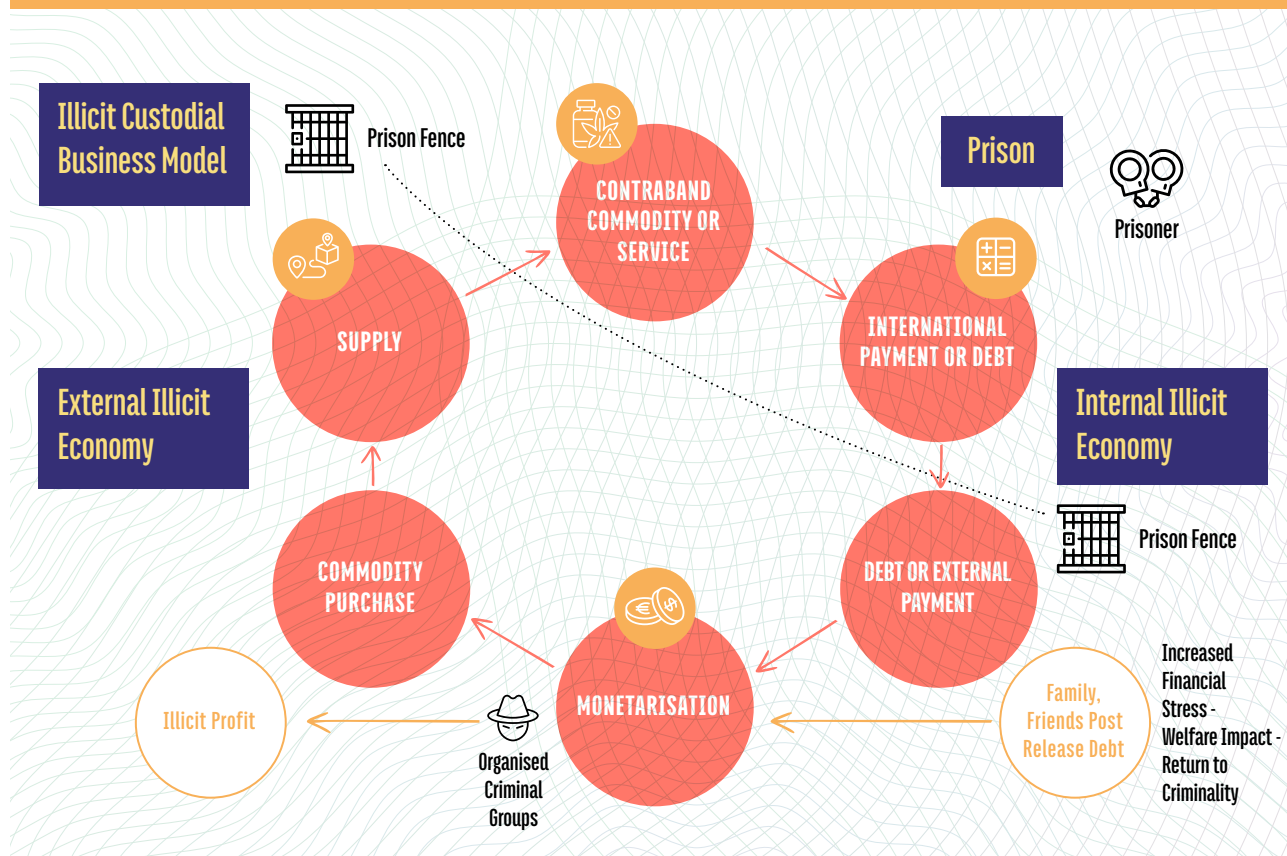 Illicit Custodial
Business Model
Prison Fence
CONTRABAND
COMMODITY OR
SERVICE
Prison
Prisoner
SUPPLY
INTERNATIONAL
PAYMENT OR DEBT
External Illicit
Economy
Internal Illicit
Economy
Prison Fence
COMMODITY
PURCHASE
DEBT OR EXTERNAL
PAYMENT
MONETARISATION
Illicit Profit
Organised
Criminal
Groups
Family,
Friends Post
Release Debt
Increased
Financial
Stress -
Welfare Impact -
Return to
Criminality